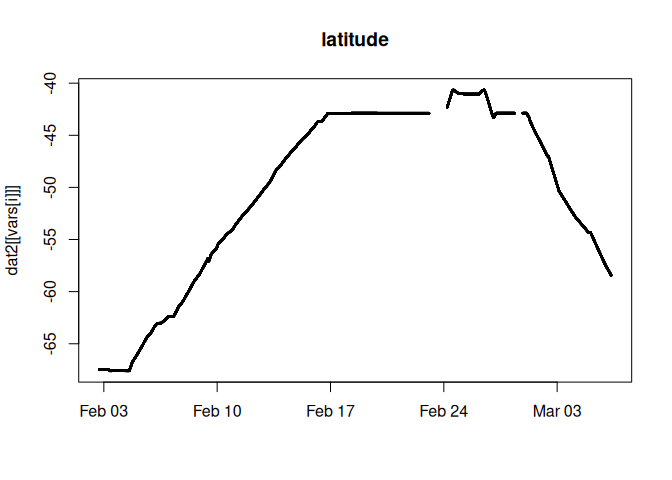 latitude
dat2[[vars[i]]]
-40
-45
-50
-55
-60
-65
Feb 03
Feb 10
Feb 17
Feb 24
Mar 03